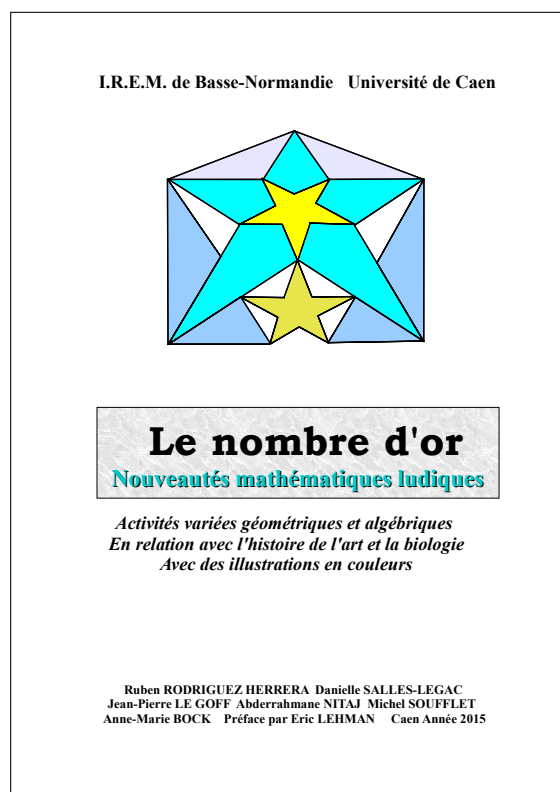 I.R.E.M. de Basse-Normandie Université de Caen
Le nombre d'or
Nouveautés mathématiques ludiques
Activités variées géométriques et algébriques
En relation avec l'histoire de l'art et la biologie
Avec des illustrations en couleurs
Ruben RODRIGUEZ HERRERA Danielle SALLES-LEGAC
Jean-Pierre LE GOFF Abderrahmane NITAJ Michel SOUFFLET
Anne-Marie BOCK Préface par Eric LEHMAN Caen Année 2015